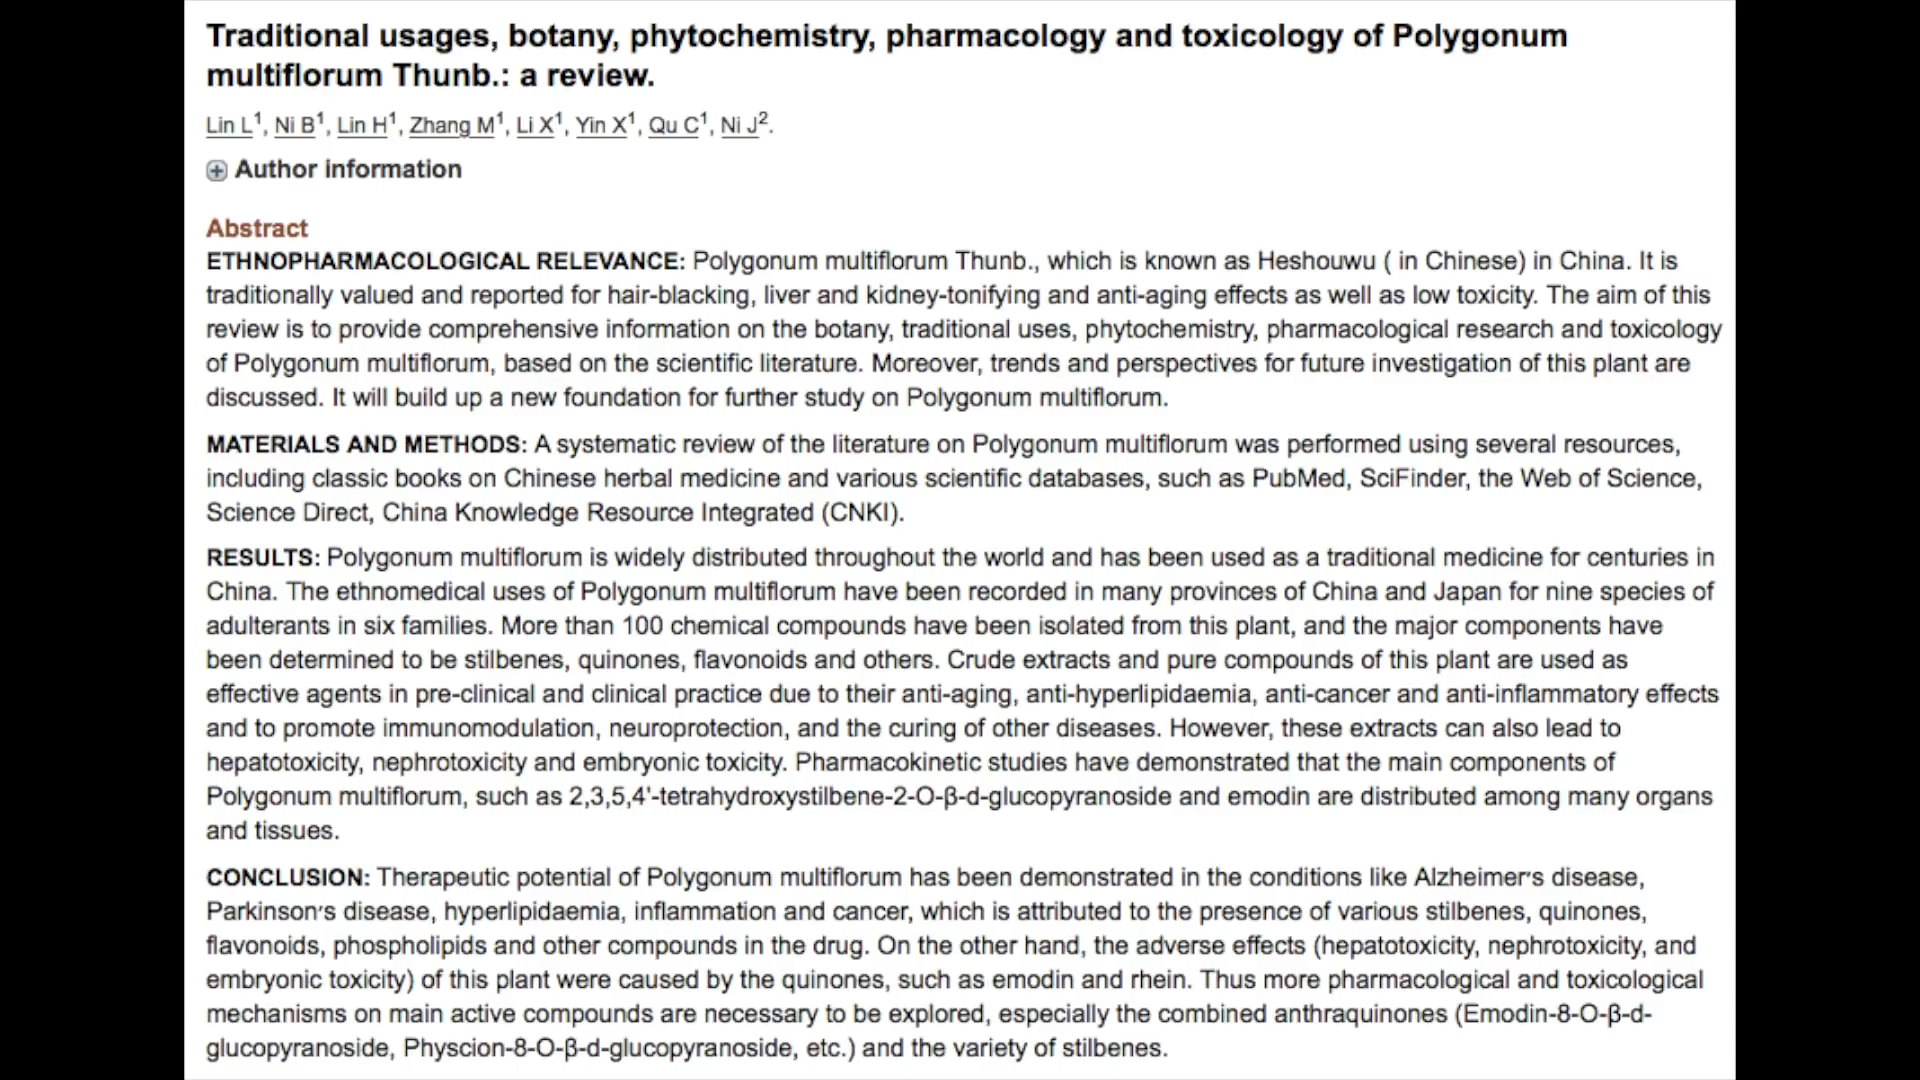 Traditional usages, botany, phytochemistry, pharmacology and toxicology of Polygonum
multiflorum Thunb.: a review.
Lin L1, Ni B1, Lin H1, Zhang M1, Li X1, Yin X1, Qu C1, Ni J2.
Author information
Abstract
ETHNOPHARMACOLOGICAL RELEVANCE: Polygonum multiflorum Thunb., which is known as Heshouwu ( in Chinese) in China. It is
traditionally valued and reported for hair-blacking, liver and kidney-tonifying and anti-aging effects as well as low toxicity. The aim of this
review is to provide comprehensive information on the botany, traditional uses, phytochemistry, pharmacological research and toxicology
of Polygonum multiflorum, based on the scientific literature. Moreover, trends and perspectives for future investigation of this plant are
discussed. It will build up a new foundation for further study on Polygonum multiflorum.
MATERIALS AND METHODS: A systematic review of the literature on Polygonum multiflorum was performed using several resources,
including classic books on Chinese herbal medicine and various scientific databases, such as PubMed, SciFinder, the Web of Science,
Science Direct, China Knowledge Resource Integrated (CNKI).
RESULTS: Polygonum multiflorum is widely distributed throughout the world and has been used as a traditional medicine for centuries in
China. The ethnomedical uses of Polygonum multiflorum have been recorded in many provinces of China and Japan for nine species of
adulterants in six families. More than 100 chemical compounds have been isolated from this plant, and the major components have
been determined to be stilbenes, quinones, flavonoids and others. Crude extracts and pure compounds of this plant are used as
effective agents in pre-clinical and clinical practice due to their anti-aging, anti-hyperlipidaemia, anti-cancer and anti-inflammatory effects
and to promote immunomodulation, neuroprotection, and the curing of other diseases. However, these extracts can also lead to
hepatotoxicity, nephrotoxicity and embryonic toxicity. Pharmacokinetic studies have demonstrated that the main components of
Polygonum multiflorum, such as 2,3,5,4'-tetrahydroxystilbene-2-O-β-d-glucopyranoside and emodin are distributed among many organs
and tissues.
CONCLUSION: Therapeutic potential of Polygonum multiflorum has been demonstrated in the conditions like Alzheimer׳s disease,
Parkinson׳s disease, hyperlipidaemia, inflammation and cancer, which is attributed to the presence of various stilbenes, quinones,
flavonoids, phospholipids and other compounds in the drug. On the other hand, the adverse effects (hepatotoxicity, nephrotoxicity, and
embryonic toxicity) of this plant were caused by the quinones, such as emodin and rhein. Thus more pharmacological and toxicological
mechanisms on main active compounds are necessary to be explored, especially the combined anthraquinones (Emodin-8-O-β-d-
glucopyranoside, Physcion-8-O-β-d-glucopyranoside, etc.) and the variety of stilbenes.